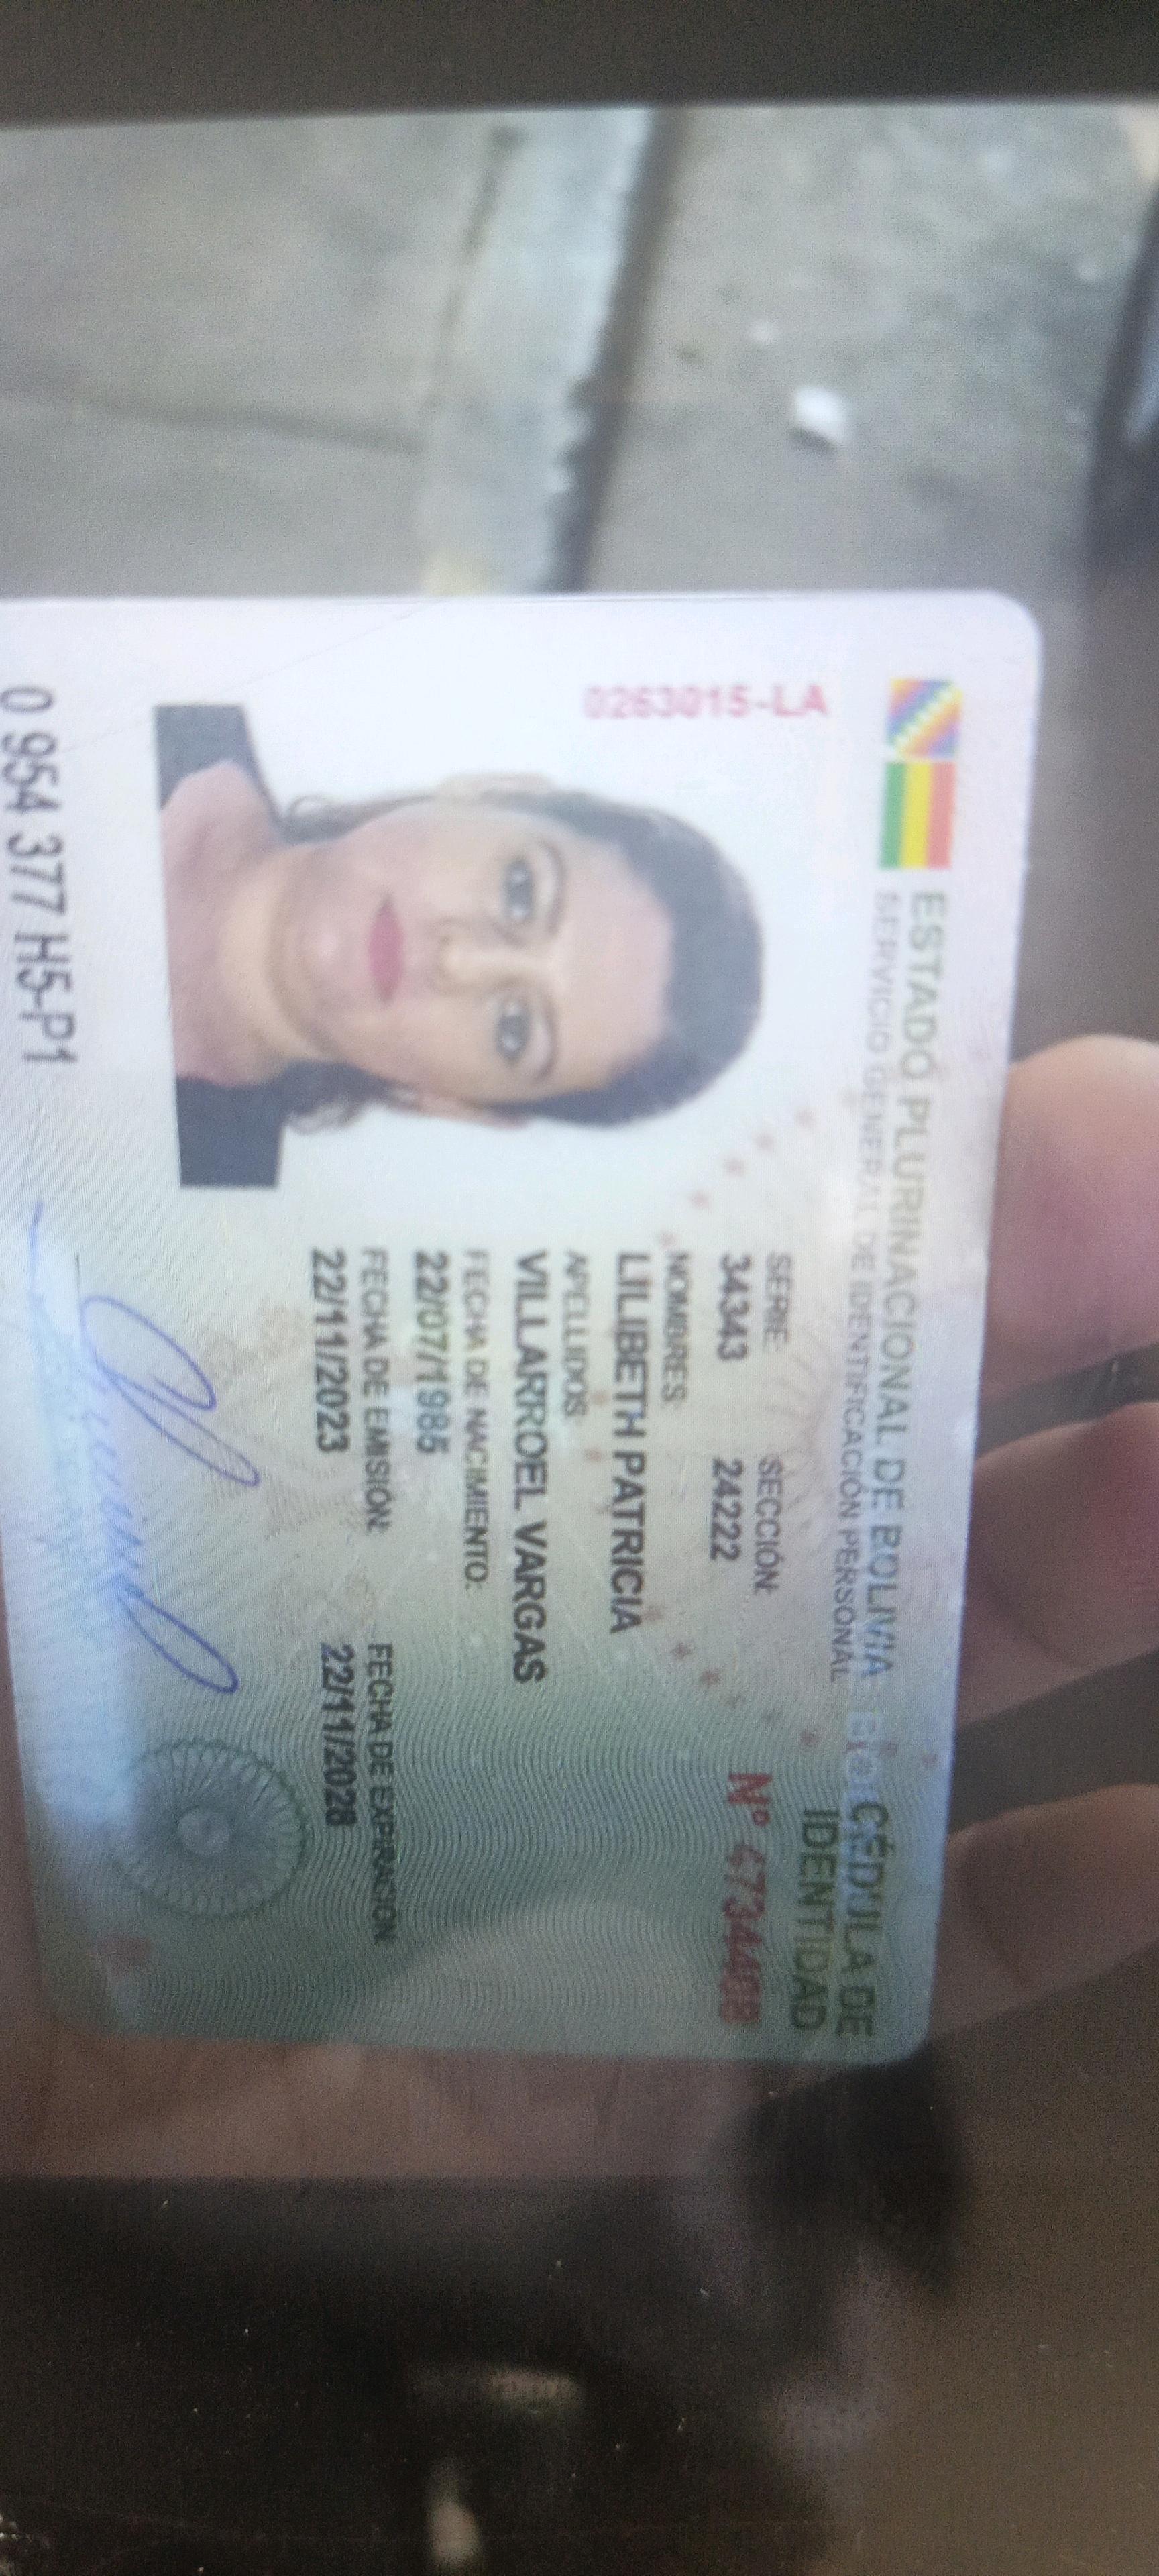 ESTADO PLURINACIONAL DE BOLIVIA
SERVICIO GENERAL DE IDENTIFICACIÓN PERSONAL
CÉDULA DE
IDENTIDAD
0263015-LA
SERIE: SECCIÓN:
34343 24222
Nº
NOMBRES:
LILIBETH PATRICIA
APELLIDOS:
VILLARROEL VARGAS
FECHA DE NACIMIENTO:
22/07/1985
FECHA DE EMISIÓN: FECHA DE EXPIRACIÓN
22/11/2023 22/11/2028
0 954 377 H5-P1